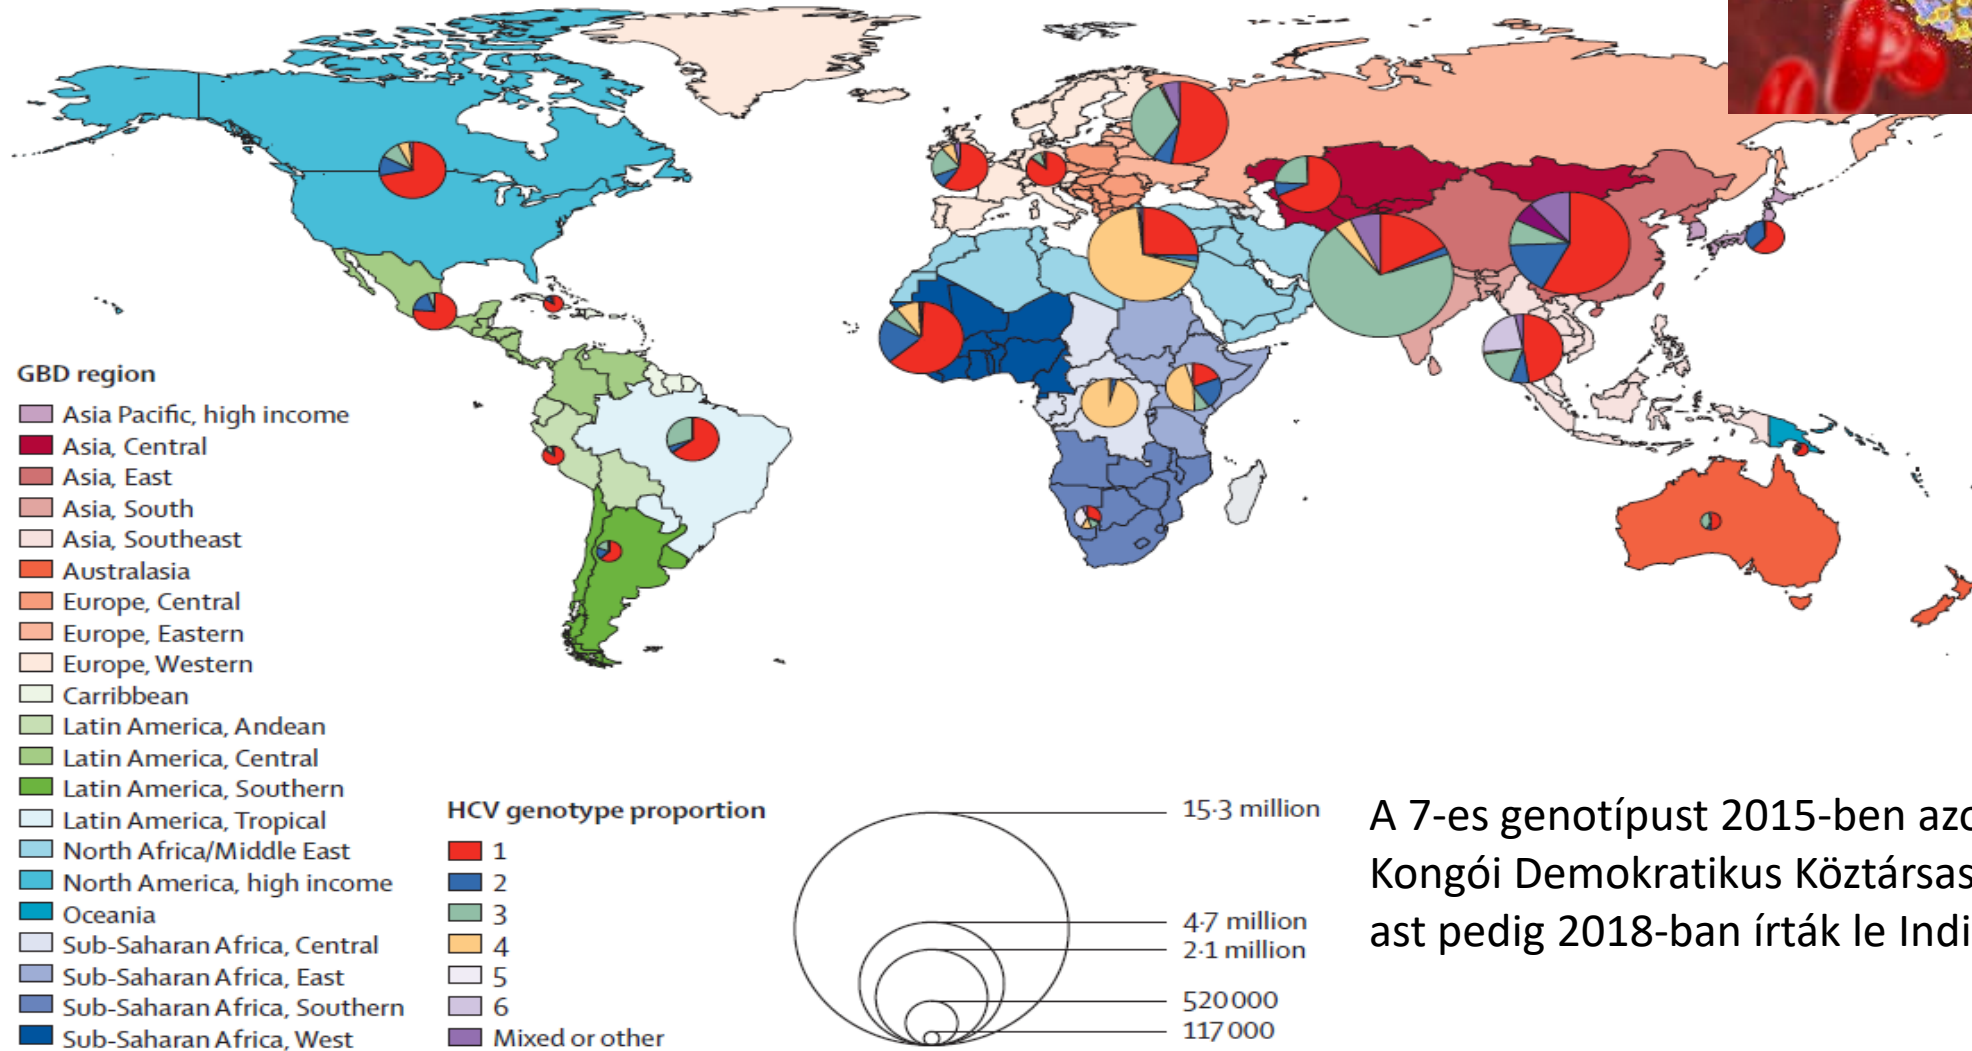 GBD region
Asia Pacific, high income
Asia, Central
Asia, East
Asia, South
Asia, Southeast
Australasia
Europe, Central
Europe, Eastern
Europe, Western
Carribbean
Latin America, Andean
Latin America, Central
Latin America, Southern
Latin America, Tropical
North Africa/Middle East
North America, high income
Oceania
Sub-Saharan Africa, Central
Sub-Saharan Africa, East
Sub-Saharan Africa, Southern
Sub-Saharan Africa, West
HCV genotype proportion
1
2
3
4
5
6
Mixed or other
15·3 million
4·7 million
2·1 million
520 000
117 000
A 7-es genotípust 2015-ben
Kongói Demokratikus
ast pedig 2018-ban írták le